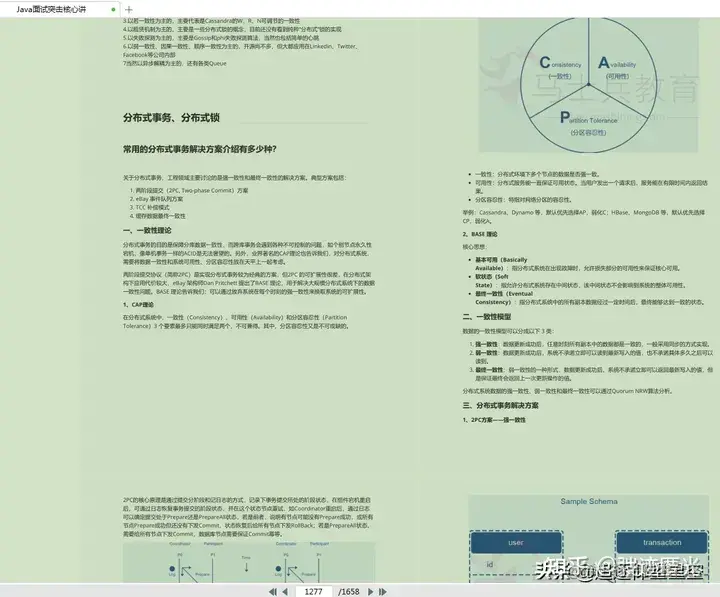 Java面试突击核心讲
3.以若一致为主，主要代表是Cassandra的W、R、N可调节的一致性
4.以租赁机制为主，主要是一些分布式锁的概念，目前还没有看到纯粹“分布式”锁的实现
5.以失败探测为主，主要是Gossip和phi失败探测算法，当然也包括简单的心跳
6.以弱一致性、因果一致性、顺序一致性为主的，开源尚不多，但大都应用在Linkedin、Twitter、
Facebook等公司内部
7当然以异步解耦为主的，还有各类Queue
分布式事务、分布式锁
常用的分布式事务解决方案介绍有多少种？
关于分布式事务，工程领域主要讨论的是强一致性和最终一致性的解决方案。典型方案包括：
1. 两阶段提交（2PC, Two-phase Commit）方案
2. eBay 事件队列方案
3. TCC 补偿模式
4. 缓存数据最终一致性
一、一致性理论
分布式事务的目的是保障分库数据一致性，而跨库事务会遇到各种不可控制的问题，如个别节点永久性
宕机，像单机事务一样的ACID是无法奢望的。另外，业界著名的CAP理论也告诉我们，对分布式系统，
需要将数据一致性和系统可用性、分区容忍性放在天平上一起考虑。
两阶段提交协议（简称2PC）是实现分布式事务较为经典的方案，但2PC 的可扩展性很差，在分布式架
构下应用代价较大，eBay 架构师Dan Pritchett 提出了BASE 理论，用于解决大规模分布式系统下的数据
一致性问题。BASE 理论告诉我们：可以通过放弃系统在每个时刻的强一致性来换取系统的可扩展性。
1、CAP理论
在分布式系统中，一致性（Consistency）、可用性（Availability）和分区容忍性（Partition
Tolerance）3 个要素最多只能同时满足两个，不可兼得。其中，分区容忍性又是不可或缺的。
2PC的核心原理是通过提交分阶段和记日志的方式，记录下事务提交所处的阶段状态，在组件宕机重启
后，可通过日志恢复事务提交的阶段状态，并在这个状态节点重试，如Coordinator重启后，通过日志
可以确定提交处于Prepare还是PrepareAll状态，若是前者，说明有节点可能没有Prepare成功，或所有
节点Prepare成功但还没有下发Commit，状态恢复后给所有节点下发RollBack；若是PrepareAll状态，
需要给所有节点下发Commit，数据库节点需要保证Commit幂等。
Coordinator Participant
Coordinator Participant
P0 P1
Time
P0 P1
Log
Prepare
Log
Prepare
Consistency
(一致性)
Availability
(可用性)
Partition Tolerance
(分区容忍性)
马士兵教育
• 一致性：分布式环境下多个节点的数据是否强一致。
• 可用性：分布式服务能一直保证可用状态。当用户发出一个请求后，服务能在有限时间内返回结
果。
• 分区容忍性：特指对网络分区的容忍性。
举例：Cassandra、Dynamo 等，默认优先选择AP，弱化C；HBase、MongoDB 等，默认优先选择
CP，弱化A。
2、BASE 理论
核心思想：
• 基本可用（Basically
Available）：指分布式系统在出现故障时，允许损失部分的可用性来保证核心可用。
• 软状态（Soft
State）：指允许分布式系统存在中间状态，该中间状态不会影响到系统的整体可用性。
• 最终一致性（Eventual
Consistency）：指分布式系统中的所有副本数据经过一定时间后，最终能够达到一致的状态。
二、一致性模型
数据的一致性模型可以分成以下 3 类：
1. 强一致性：数据更新成功后，任意时刻所有副本中的数据都是一致的，一般采用同步的方式实现。
2. 弱一致性：数据更新成功后，系统不承诺立即可以读到最新写入的值，也不承诺具体多久之后可以
读到。
3. 最终一致性：弱一致性的一种形式，数据更新成功后，系统不承诺立即可以返回最新写入的值，但
是保证最终会返回上一次更新操作的值。
分布式系统数据的强一致性、弱一致性和最终一致性可以通过Quorum NRW算法分析。
三、分布式事务解决方案
1、2PC方案——强一致性
Sample Schema
user
transaction
id
知乎
头条
1277 /1658